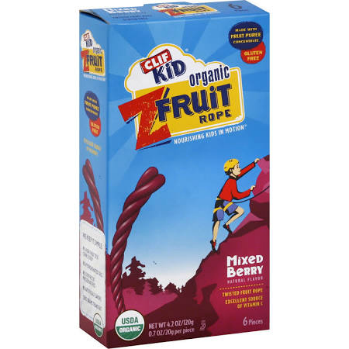 MADE WITH
FRUIT PUREE
CONCENTRATES
GLUTEN
FREE
CLIF
KID
organic
ZFRUIT
ROPE
NOURISHING KIDS IN MOTION®
MIXED
BERRY
NATURAL FLAVOR
TWISTED FRUIT ROPE
EXCELLENT SOURCE
OF VITAMIN C
USDA
ORGANIC
NET WT 4.2 OZ/120g
0.7 OZ/20g per piece
6 Pieces